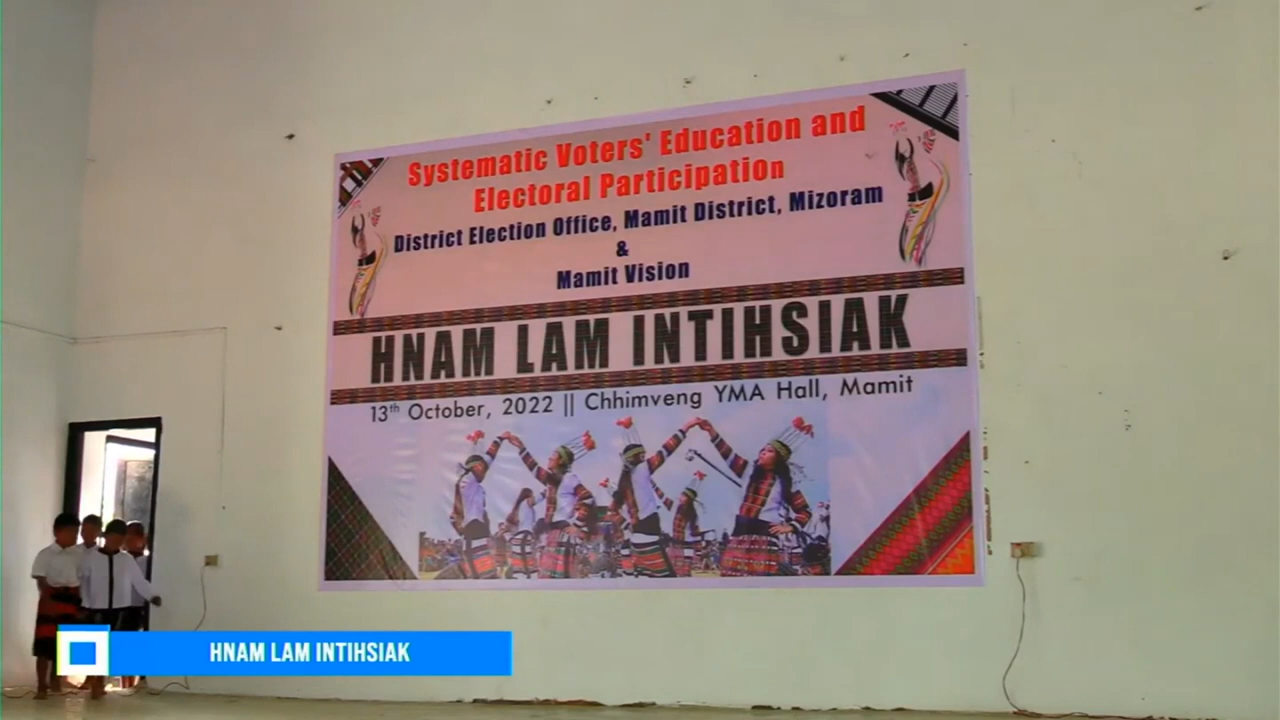 Systematic Voters' Education and
Electoral Participation
District Election Office, Mamit District, Mizoram
&
Mamit Vision
HNAM LAM INTIHSIAK
13th October, 2022 || Chhimveng YMA Hall, Mamit
HNAM LAM INTIHSIAK